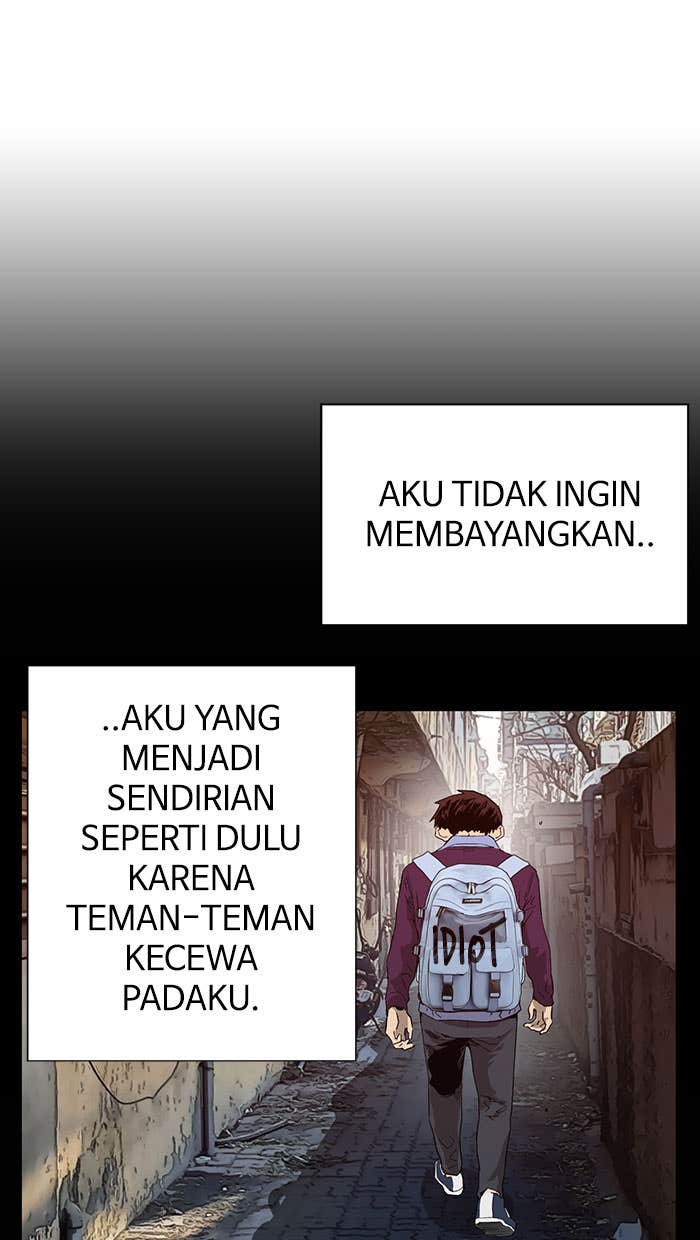 AKU TIDAK INGIN
MEMBAYANGKAN..
..AKU YANG
MENJADI
SENDIRIAN
SEPERTI DULU
KARENA
TEMAN-TEMAN
KECEWA
PADAKU.
IDIOT